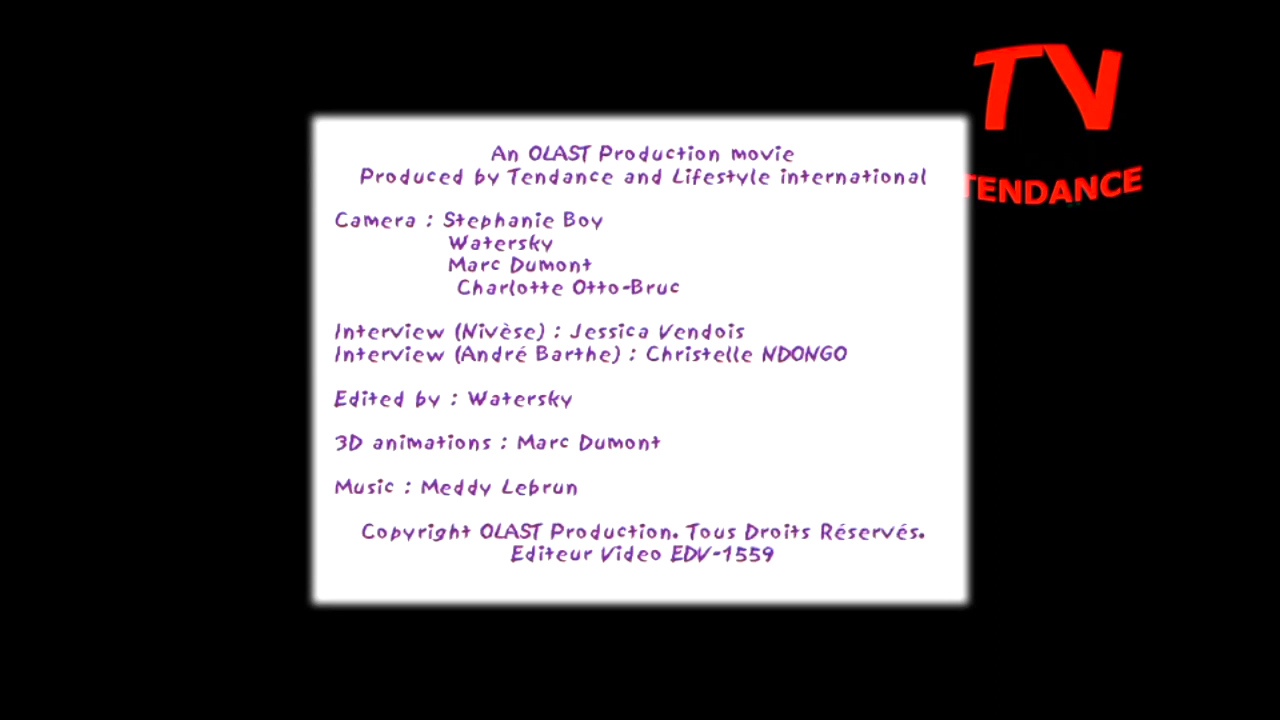 TV
TENDANCE
An OLAST Production movie
Produced by Tendance and Lifestyle international
Camera : Stephanie Boy
Watersky
Marc Dumont
Charlotte Otto-Bruc
Interview (Nivèse) : Jessica Vendois
Interview (André Barthe) : Christelle NDONGO
Edited by : Watersky
3D animations : Marc Dumont
Music : Meddy Lebrun
Copyright OLAST Production. Tous Droits Réservés.
Editeur Video EDV-1559